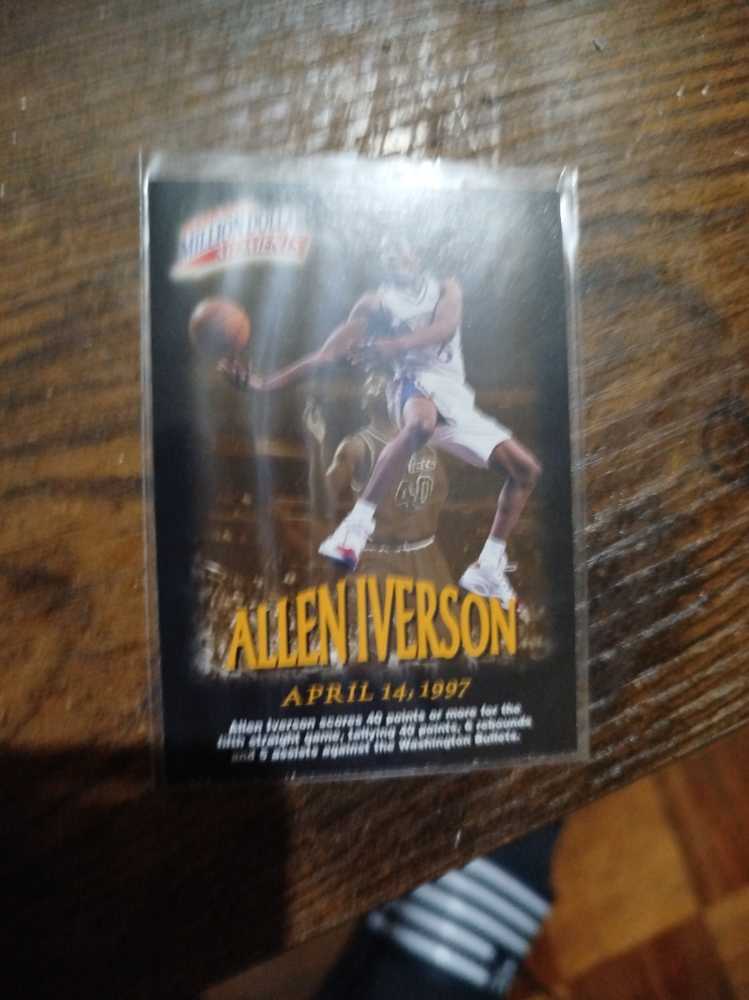 MILLION DOLLAR
MOMENTS
40
ALLEN IVERSON
APRIL 14, 1997
Allen Iverson scores 40 points or more for the
fifth straight game, tallying 40 points, 6 rebounds
and 5 assists against the Washington Bullets.